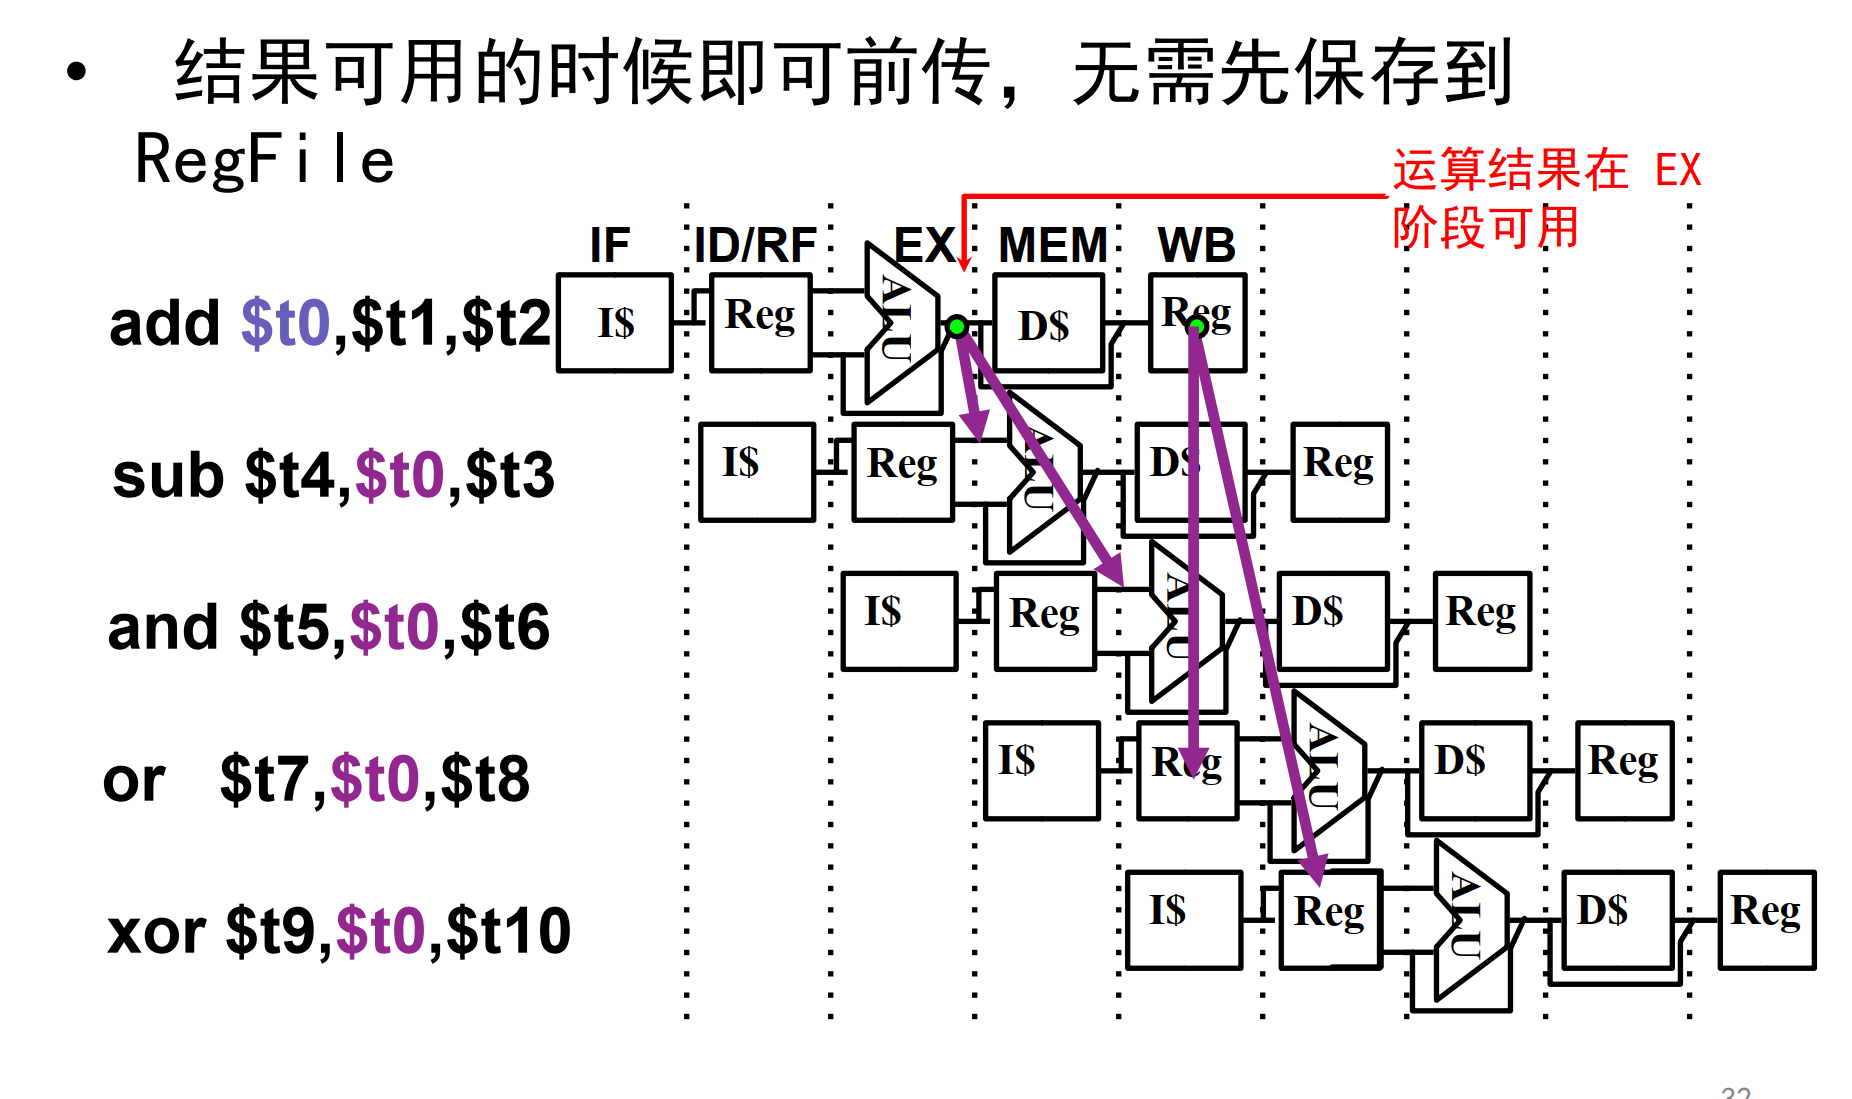 • 结果可用的时候即可前传，无需先保存到
RegFile
运算结果在 EX
阶段可用
IF ID/RF EX MEM WB
add $t0,$t1,$t2 I$ Reg ALU D$ Reg
sub $t4,$t0,$t3 I$ Reg ALU D$ Reg
and $t5,$t0,$t6 I$ Reg ALU D$ Reg
or $t7,$t0,$t8 I$ Reg ALU D$ Reg
xor $t9,$t0,$t10 I$ Reg ALU D$ Reg
32